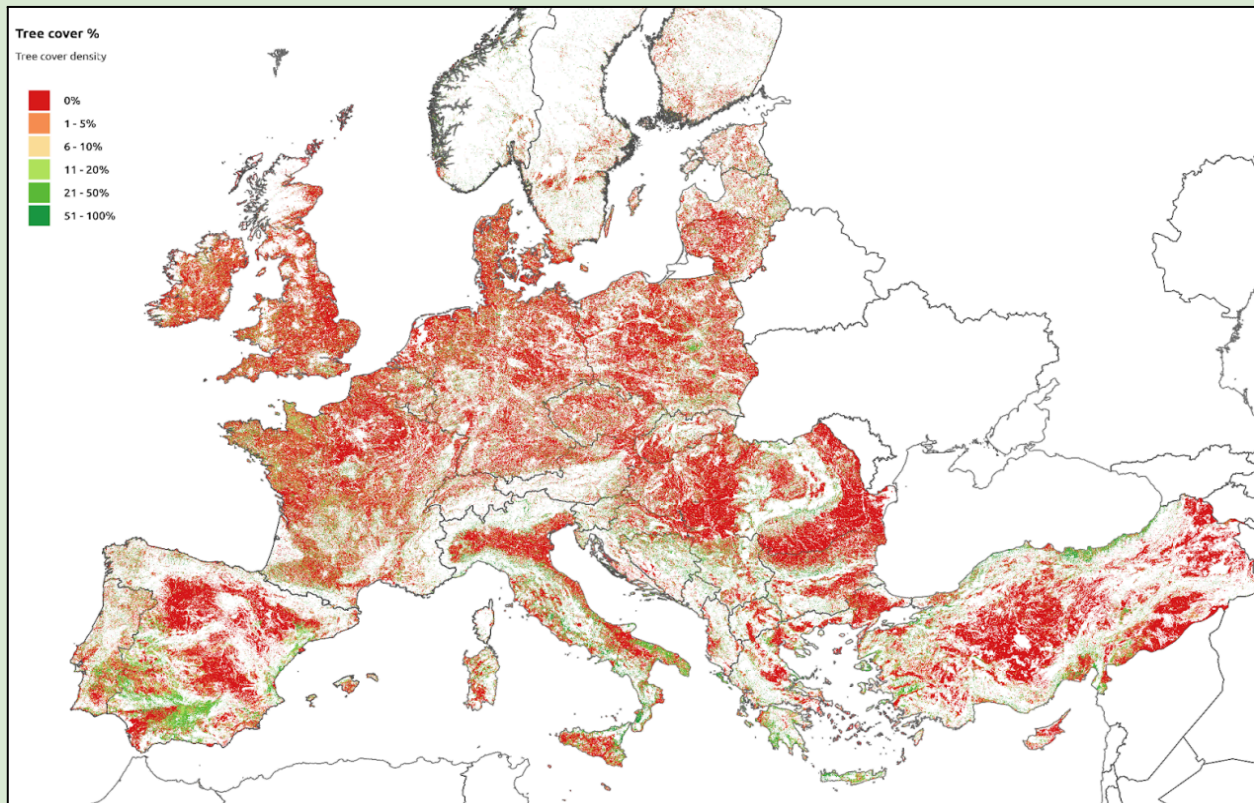 Tree cover %
Tree cover density
0%
1 - 5%
6 - 10%
11 - 20%
21 - 50%
51 - 100%